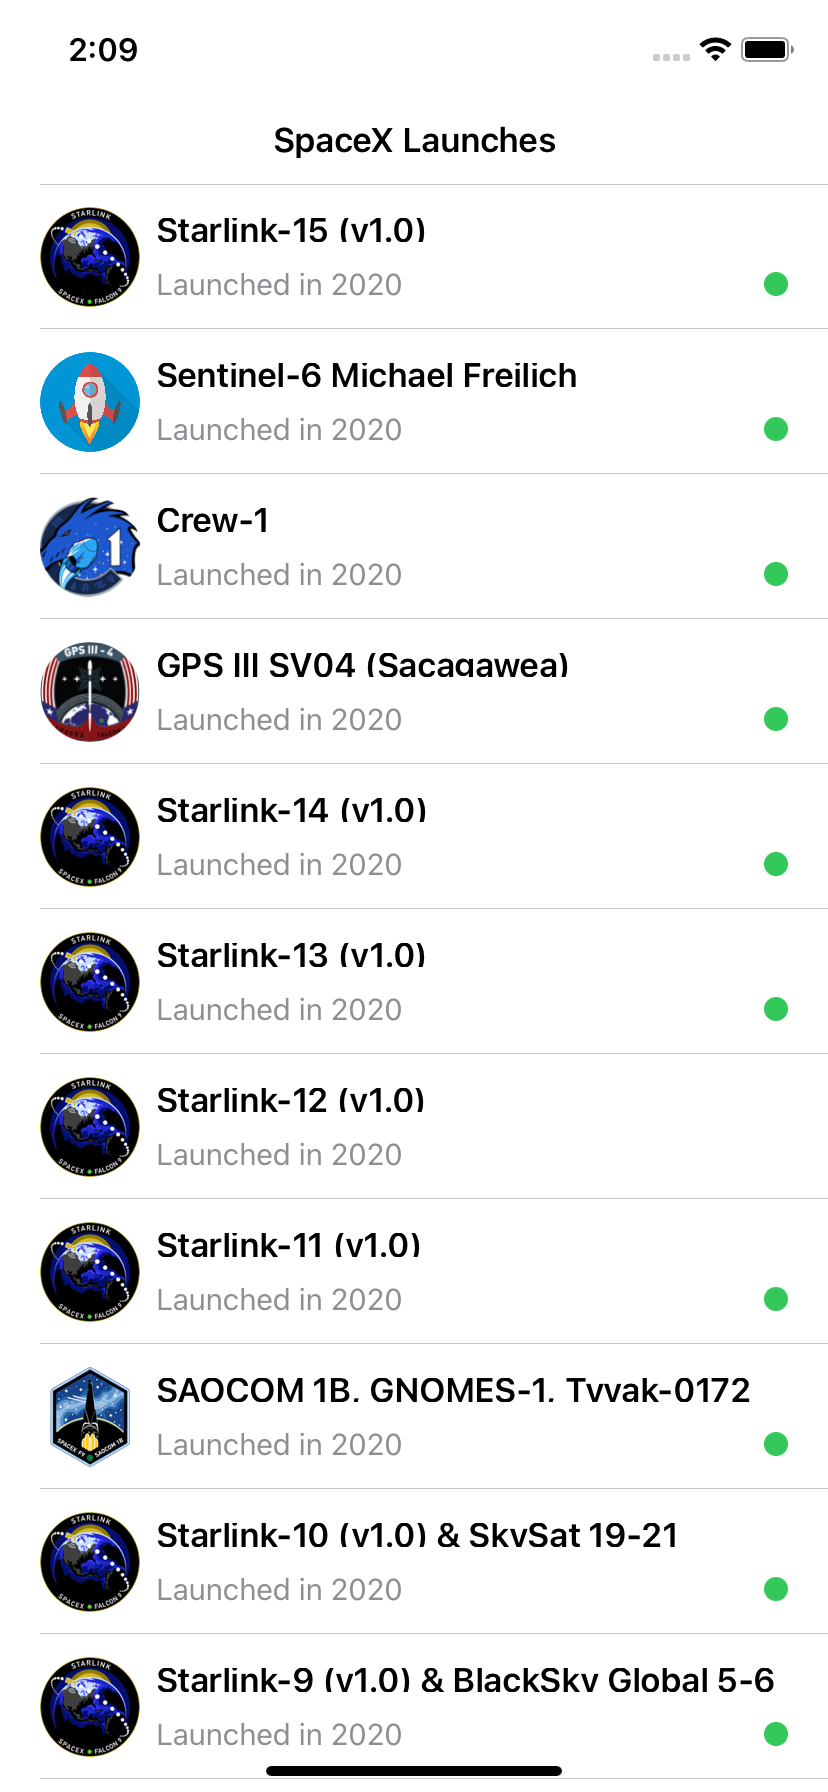 2:09
SpaceX Launches
STARLINK
SPACEX FALCON 9
Starlink-15 (v1.0)
Launched in 2020
Sentinel-6 Michael Freilich
Launched in 2020
1
Crew-1
Launched in 2020
GPS III - 4
SPACEX FALCON 9
GPS III SV04 (Sacagawea)
Launched in 2020
STARLINK
SPACEX FALCON 9
Starlink-14 (v1.0)
Launched in 2020
STARLINK
SPACEX FALCON 9
Starlink-13 (v1.0)
Launched in 2020
STARLINK
SPACEX FALCON 9
Starlink-12 (v1.0)
Launched in 2020
STARLINK
SPACEX FALCON 9
Starlink-11 (v1.0)
Launched in 2020
SPACEX F9 SAOCOM 1B
SAOCOM 1B, GNOMES-1, Tyvak-0172
Launched in 2020
STARLINK
SPACEX FALCON 9
Starlink-10 (v1.0) & SkySat 19-21
Launched in 2020
STARLINK
SPACEX FALCON 9
Starlink-9 (v1.0) & BlackSky Global 5-6
Launched in 2020